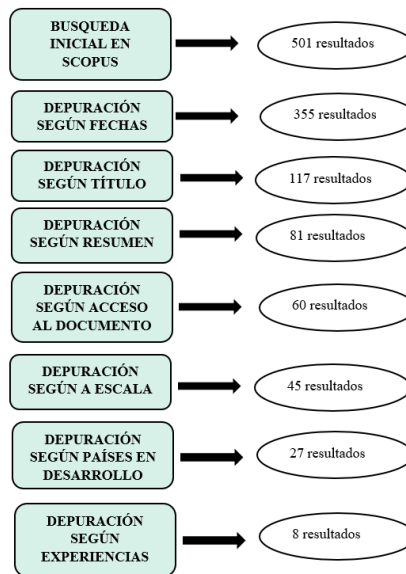 BUSQUEDA
INICIAL EN
SCOPUS
501 resultados
DEPURACIÓN
SEGÚN FECHAS
355 resultados
DEPURACIÓN
SEGÚN TÍTULO
117 resultados
DEPURACIÓN
SEGÚN RESUMEN
81 resultados
DEPURACIÓN
SEGÚN ACCESO
AL DOCUMENTO
60 resultados
DEPURACIÓN
SEGÚN A ESCALA
45 resultados
DEPURACIÓN
SEGÚN PAÍSES EN
DESARROLLO
27 resultados
DEPURACIÓN
SEGÚN
EXPERIENCIAS
8 resultados